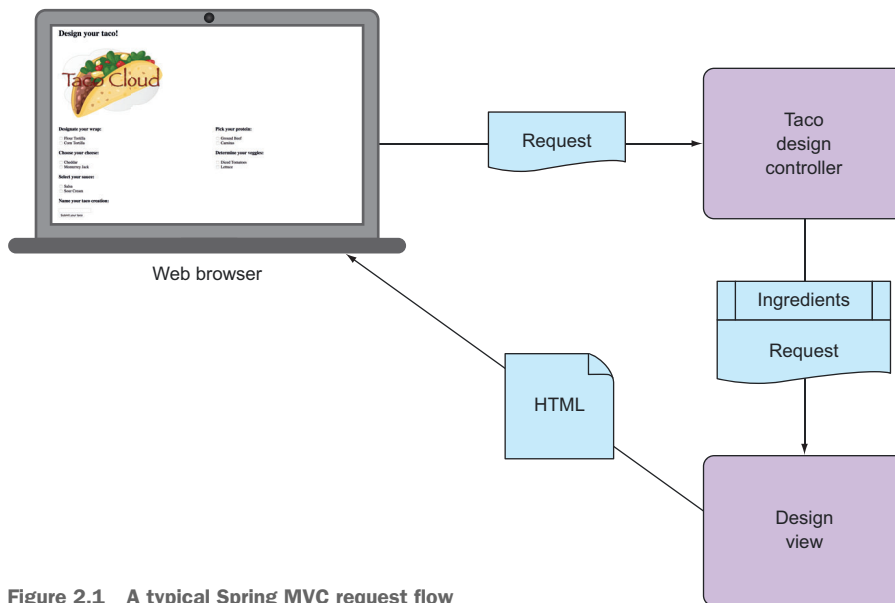 Design your taco!
Taco Cloud
Designate your wrap:
Pick your protein:
Flour Tortilla
Corn Tortilla
Ground Beef
Carnitas
Choose your cheese:
Determine your veggies:
Cheddar
Monterrey Jack
Diced Tomatoes
Lettuce
Select your sauce:
Salsa
Sour Cream
Name your taco creation:
Submit your taco
Web browser
Request
Taco
design
controller
Ingredients
Request
HTML
Design
view
Figure 2.1 A typical Spring MVC request flow